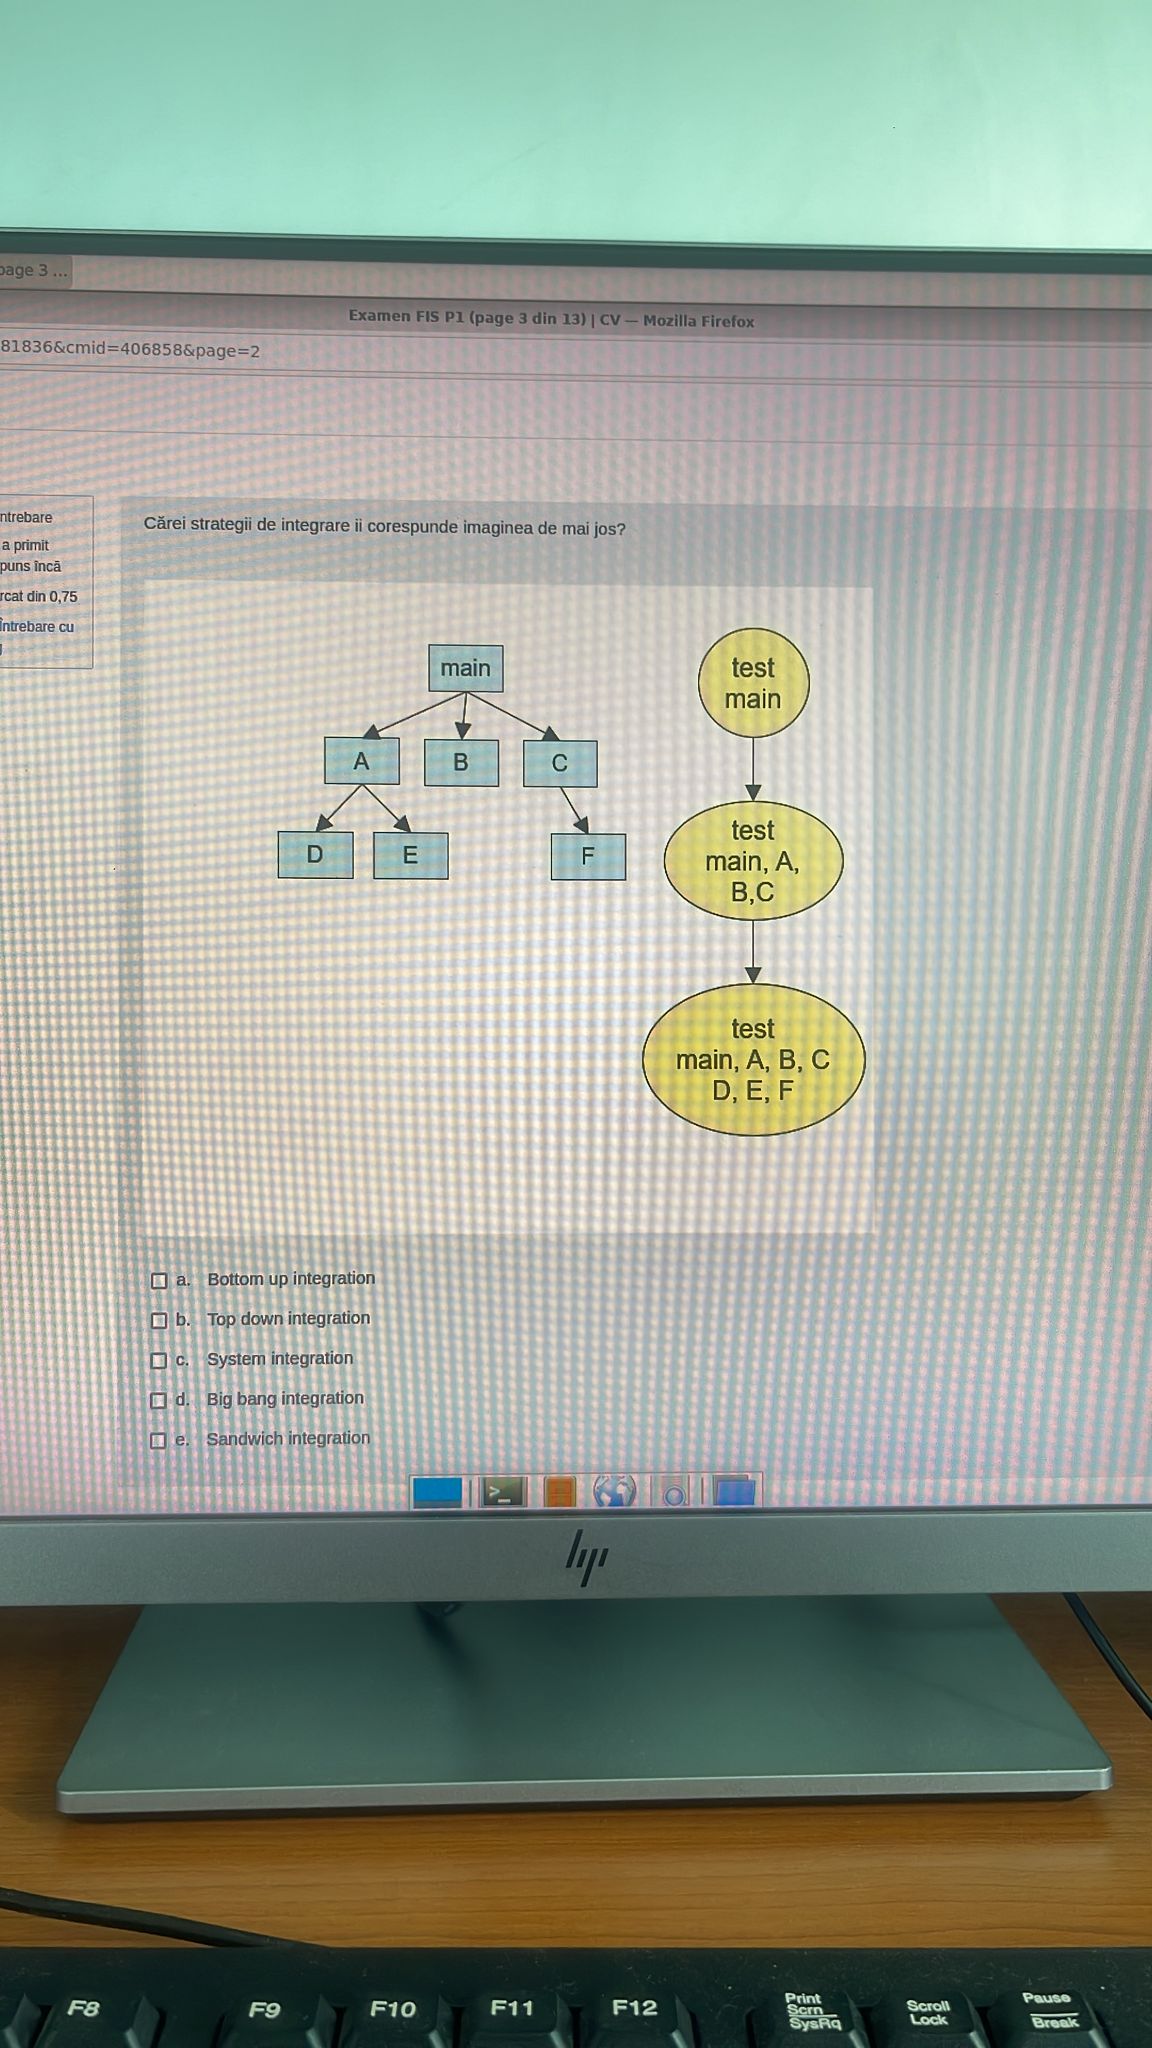 page 3 ...
Examen FIS P1 (page 3 din 13) | CV — Mozilla Firefox
81836&cmid=406858&page=2
ntrebare
a primit
puns încă
rcat din 0,75
Întrebare cu
Cărei strategii de integrare ii corespunde imaginea de mai jos?
main
A
B
C
D
E
F
test
main
test
main, A,
B,C
test
main, A, B, C
D, E, F
a. Bottom up integration
b. Top down integration
c. System integration
d. Big bang integration
e. Sandwich integration
>_
hp
F8
F9
F10
F11
F12
Print
Scrn
SysRq
Scroll
Lock
Pause
Break